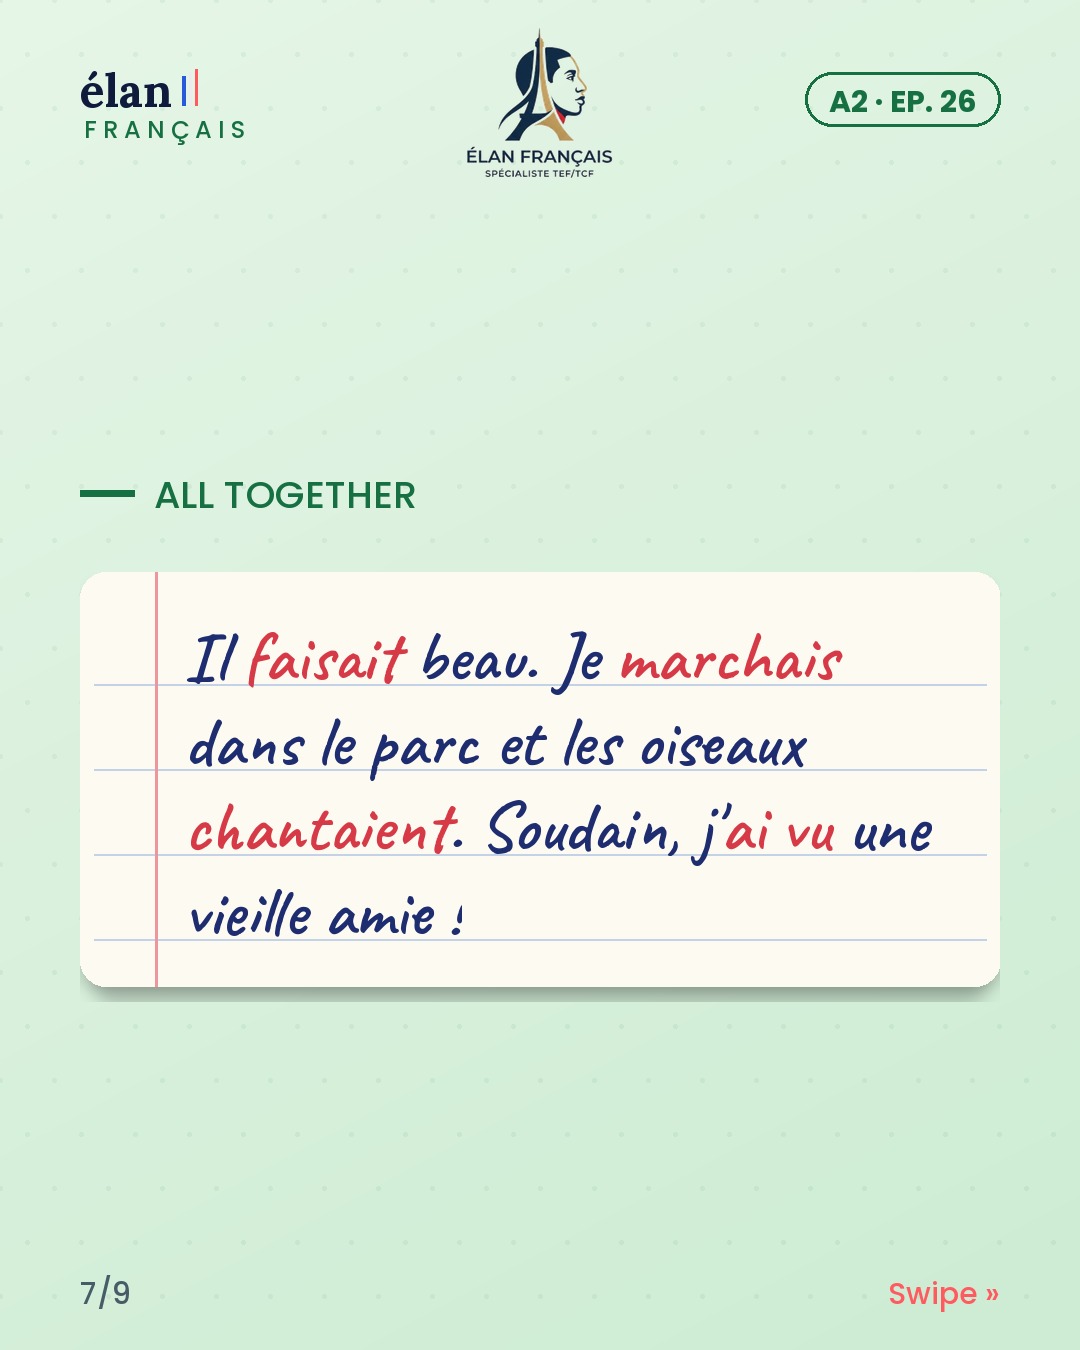 élan
FRANÇAIS
ÉLAN FRANÇAIS
SPÉCIALISTE TEF/TCF
A2 · EP. 26
ALL TOGETHER
Il faisait beau. Je marchais
dans le parc et les oiseaux
chantaient. Soudain, j'ai vu une
vieille amie !
7/9
Swipe »